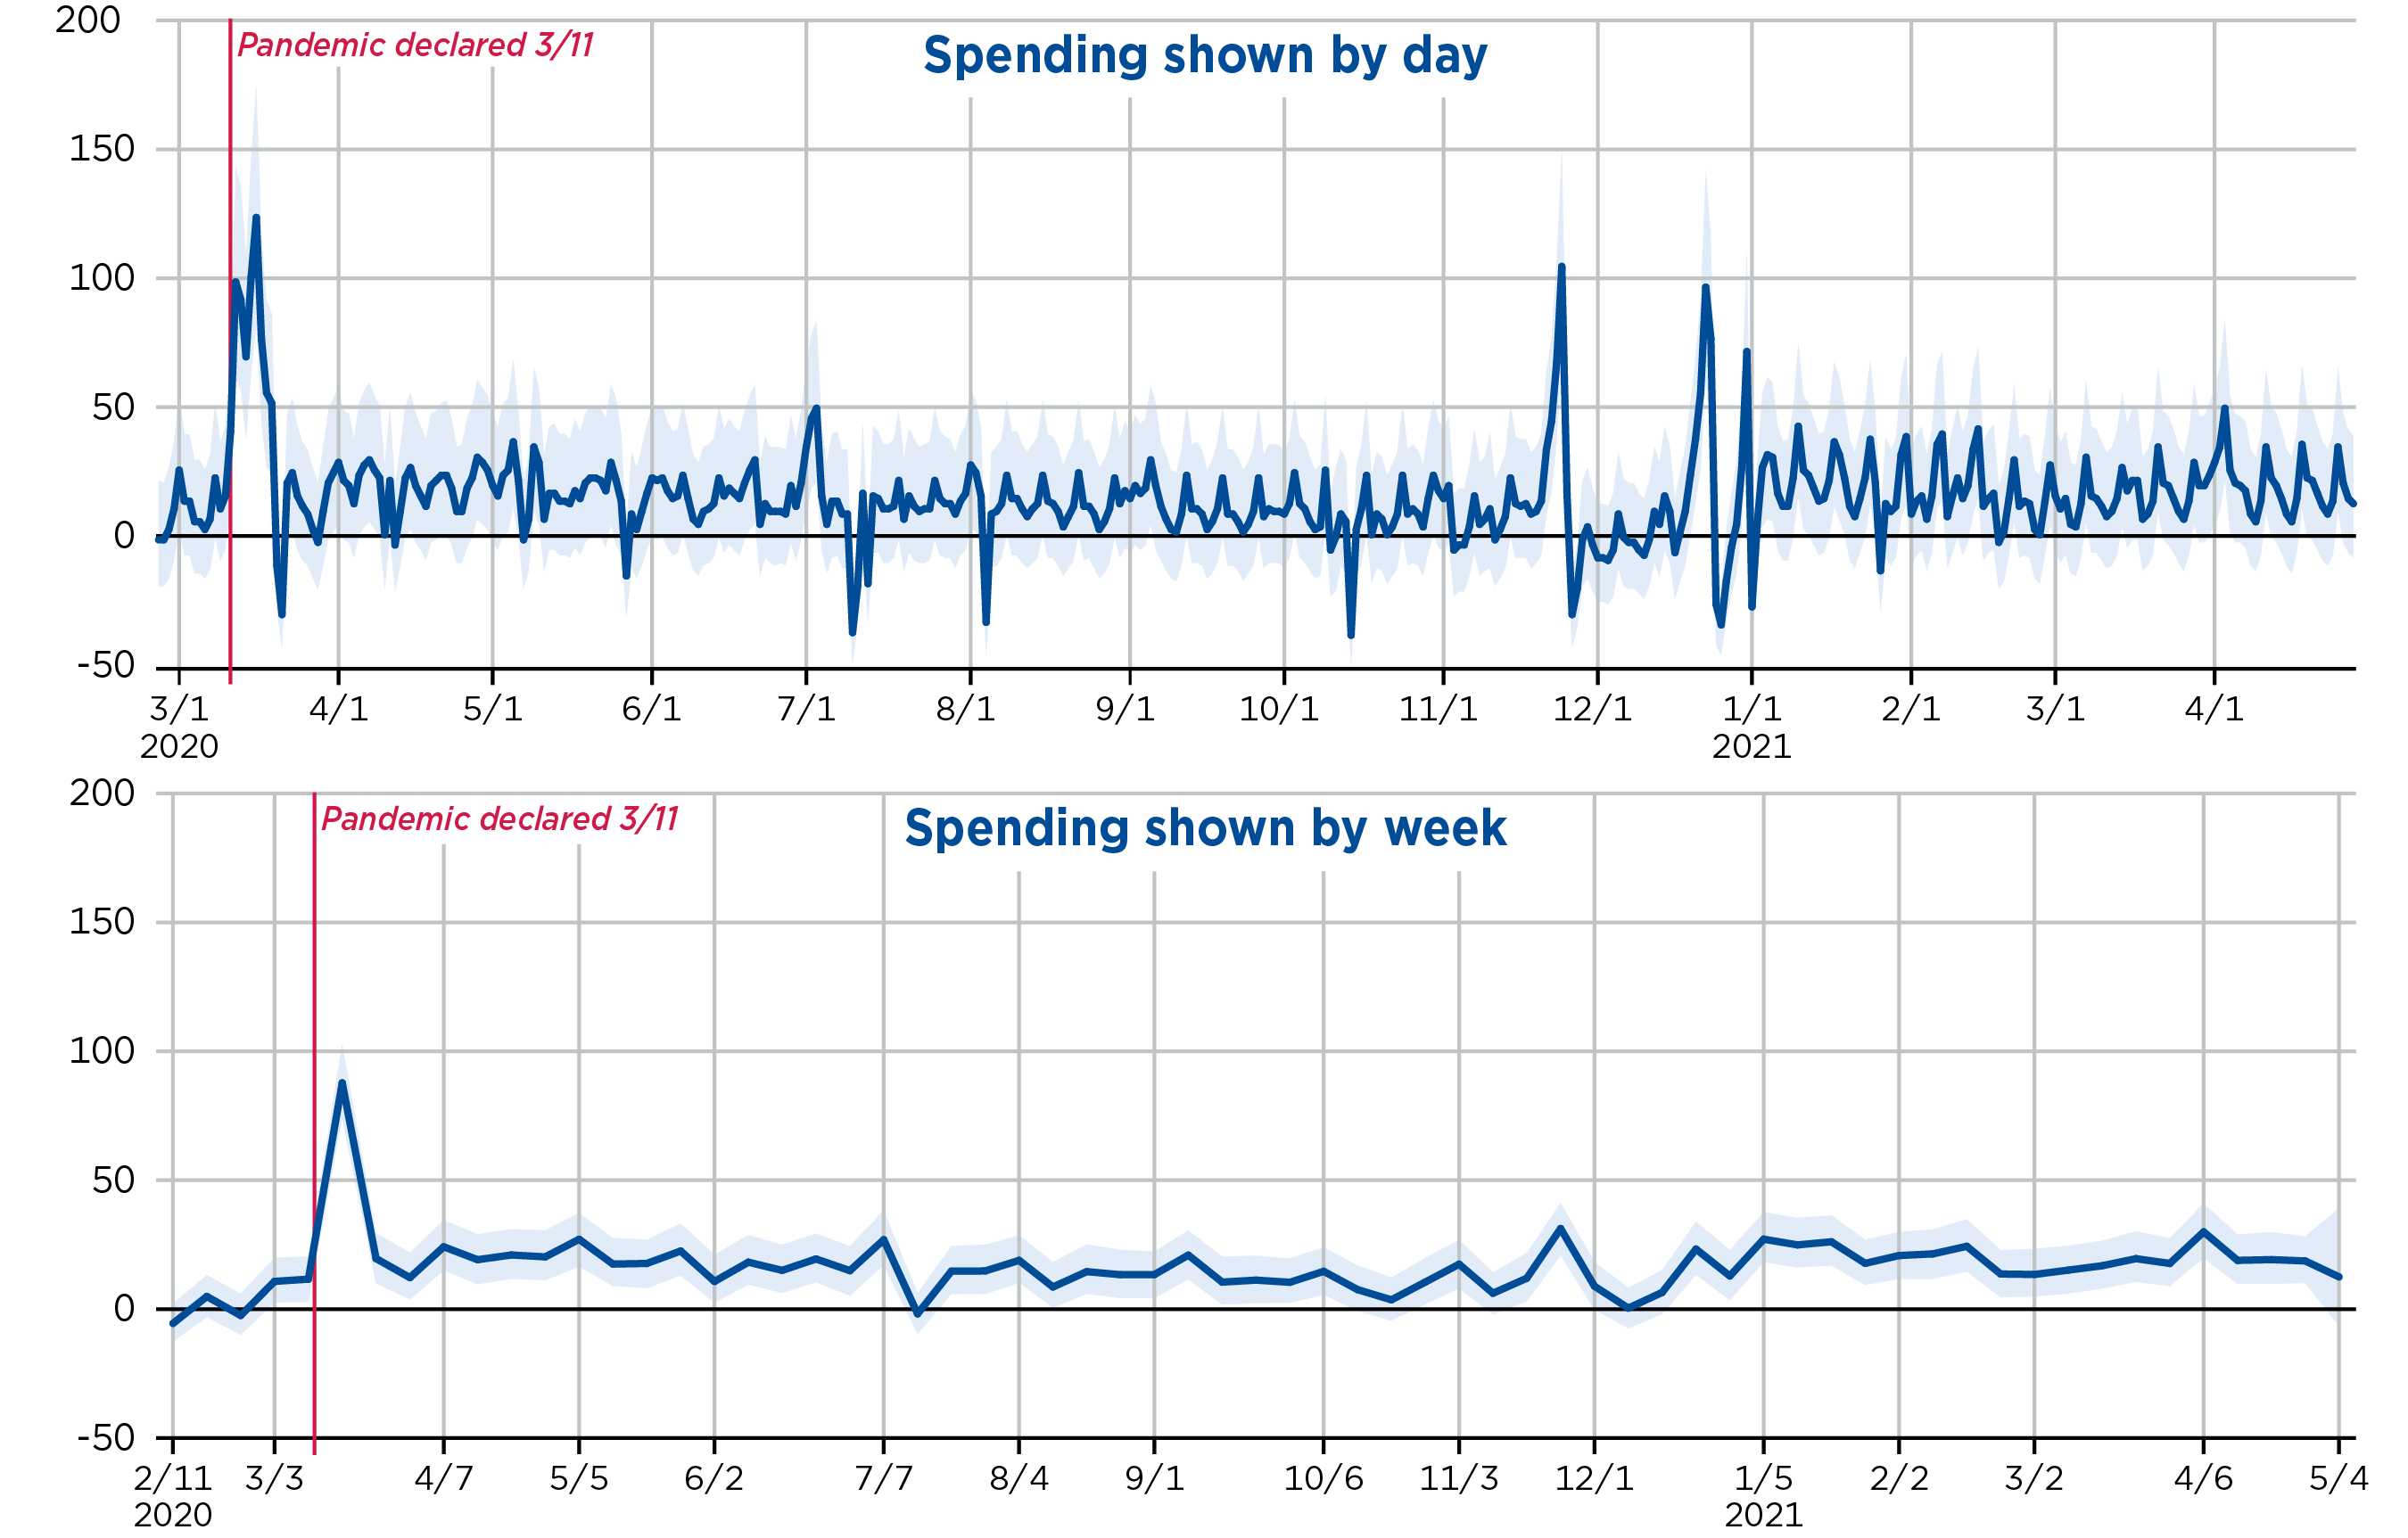 200
Pandemic declared 3/11
Spending shown by day
150
100
50
0
-50
3/1 4/1 5/1 6/1 7/1 8/1 9/1 10/1 11/1 12/1 1/1 2/1 3/1 4/1
2020 2021
200
Pandemic declared 3/11
Spending shown by week
150
100
50
0
-50
2/11 3/3 4/7 5/5 6/2 7/7 8/4 9/1 10/6 11/3 12/1 1/5 2/2 3/2 4/6 5/4
2020 2021